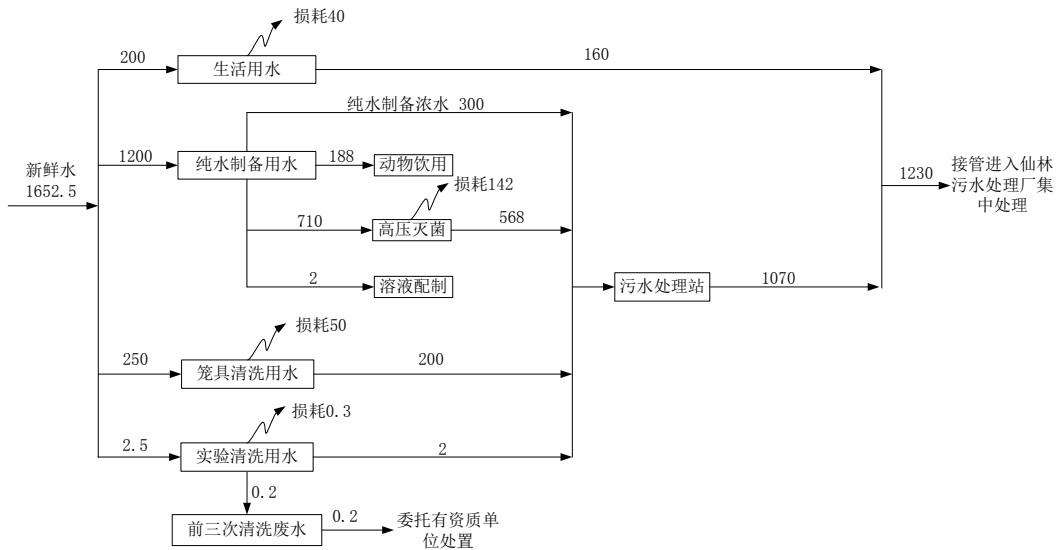 损耗40
200
生活用水
160
纯水制备浓水 300
1200
纯水制备用水
188
动物饮用
新鲜水
1652.5
损耗142
710
高压灭菌
568
1230
接管进入仙林
污水处理厂集
中处理
2
溶液配制
污水处理站
1070
损耗50
250
笼具清洗用水
200
损耗0.3
2.5
实验清洗用水
2
0.2
前三次清洗废水
0.2
委托有资质单
位处置